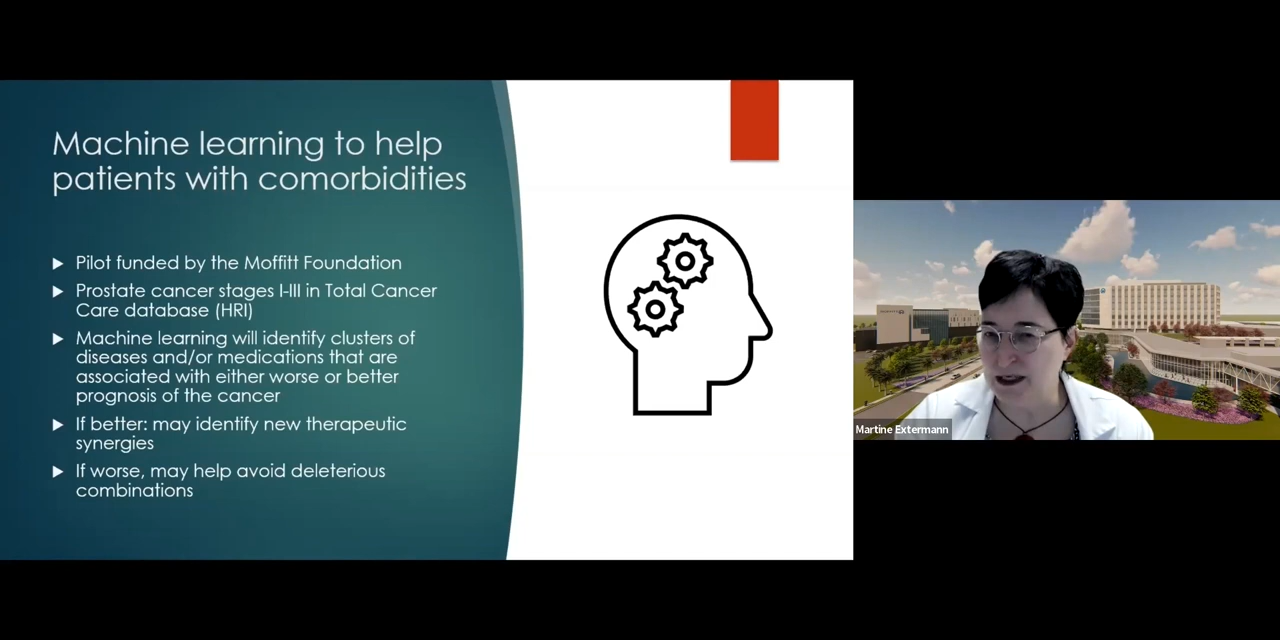 Machine learning to help
patients with comorbidities
Pilot funded by the Moffitt Foundation
Prostate cancer stages I-III in Total Cancer
Care database (HRI)
Machine learning will identify clusters of
diseases and/or medications that are
associated with either worse or better
prognosis of the cancer
If better: may identify new therapeutic
synergies
If worse, may help avoid deleterious
combinations
Martine Extermann